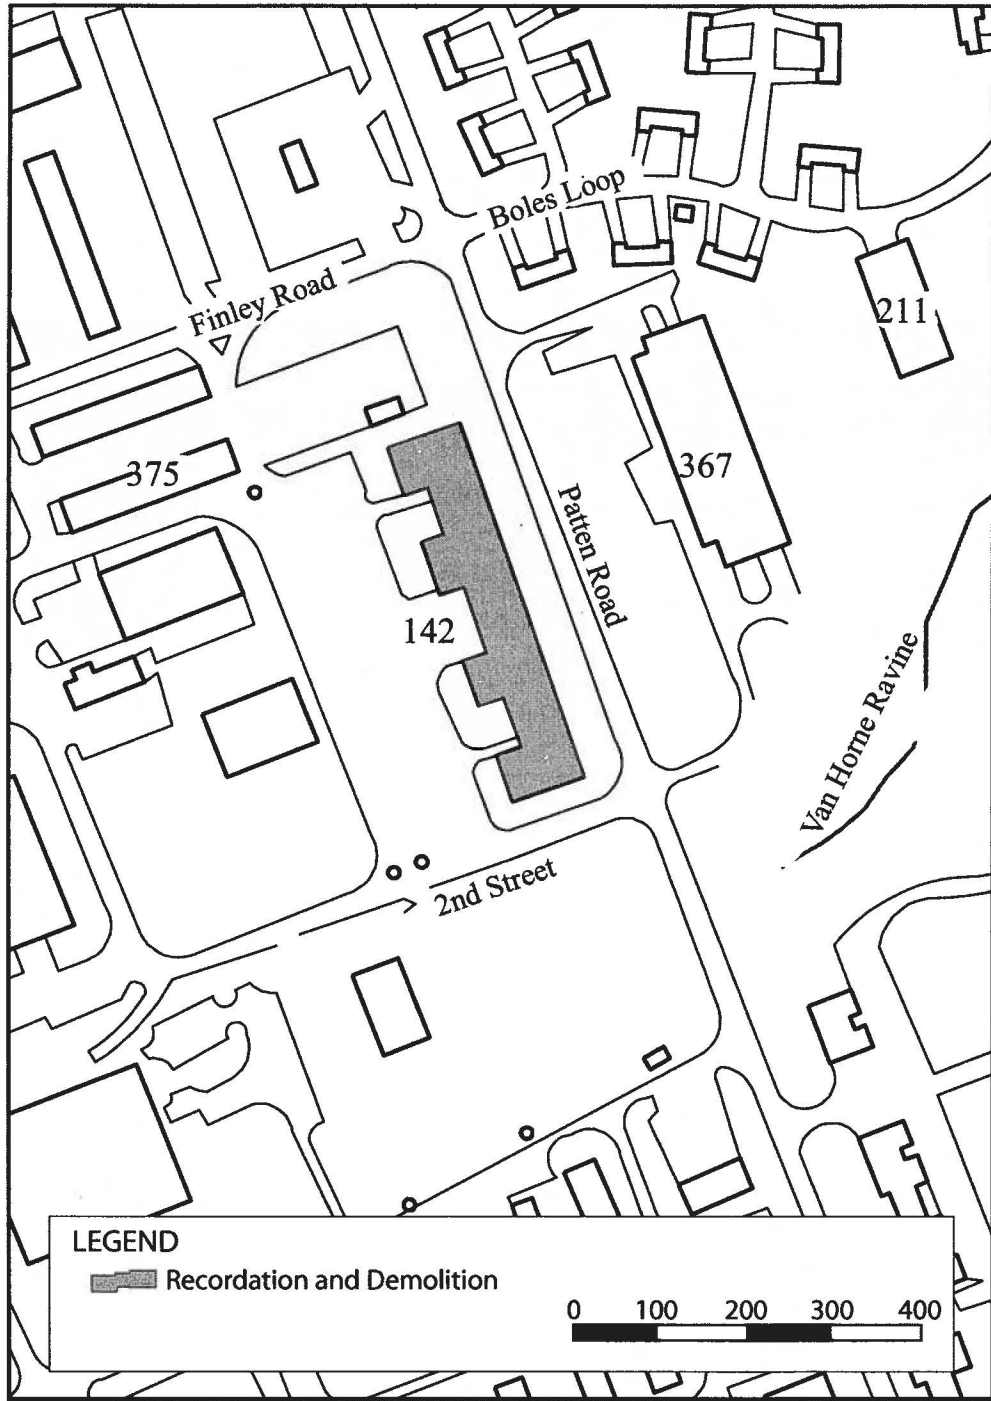 Boles Loop
Finley Road
211
375
367
Patten Road
142
Van Horne Ravine
2nd Street
LEGEND
Recordation and Demolition
0 100 200 300 400